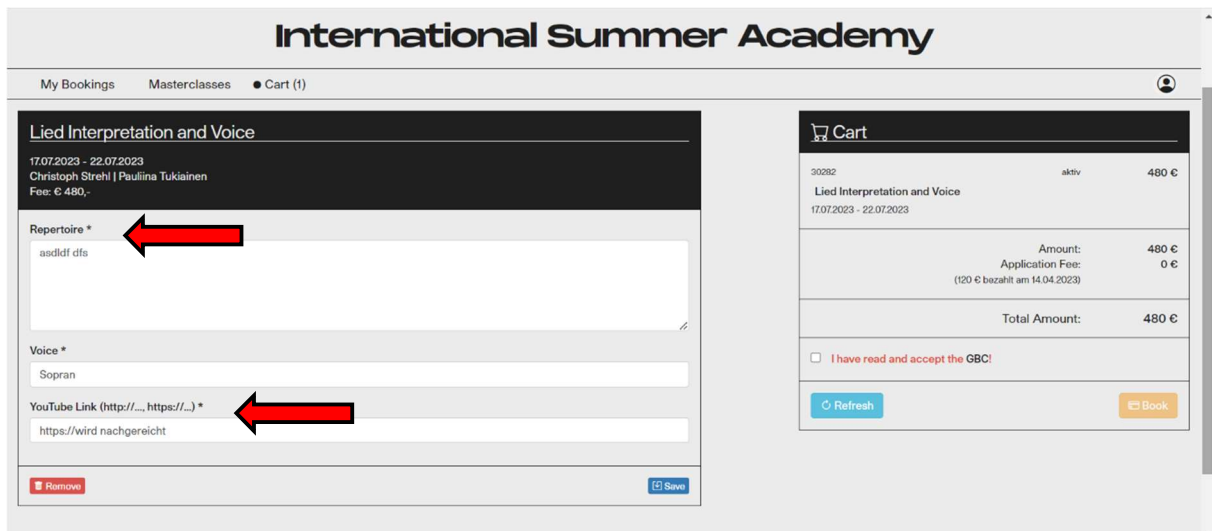 International Summer Academy
My Bookings Masterclasses ● Cart (1)
Lied Interpretation and Voice
17.07.2023 - 22.07.2023
Christoph Strehl | Pauliina Tukiainen
Fee: € 480,-
Repertoire *
asdldf dfs
Voice *
Sopran
YouTube Link (http://..., https://...) *
https://wird nachgereicht
Remove Save
Cart
30282 aktiv 480 €
Lied Interpretation and Voice
17.07.2023 - 22.07.2023
Amount: 480 €
Application Fee: 0 €
(120 € bezahlt am 14.04.2023)
Total Amount: 480 €
I have read and accept the GBC!
Refresh Book